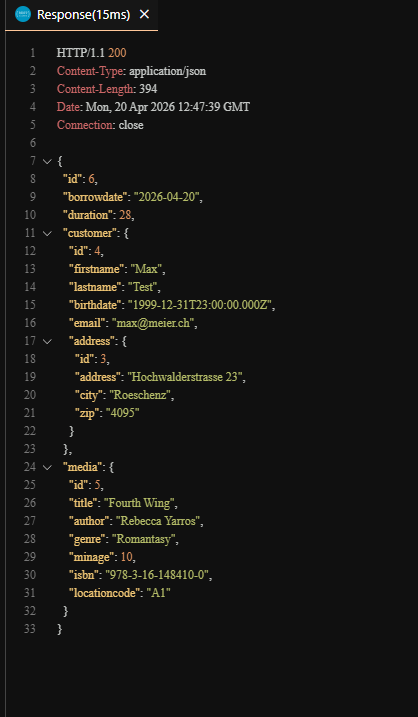 Response(15ms)
1 HTTP/1.1 200
2 Content-Type: application/json
3 Content-Length: 394
4 Date: Mon, 20 Apr 2026 12:47:39 GMT
5 Connection: close
6
7 {
8 "id": 6,
9 "borrowdate": "2026-04-20",
10 "duration": 28,
11 "customer": {
12 "id": 4,
13 "firstname": "Max",
14 "lastname": "Test",
15 "birthdate": "1999-12-31T23:00:00.000Z",
16 "email": "max@meier.ch",
17 "address": {
18 "id": 3,
19 "address": "Hochwalderstrasse 23",
20 "city": "Roeschenz",
21 "zip": "4095"
22 }
23 },
24 "media": {
25 "id": 5,
26 "title": "Fourth Wing",
27 "author": "Rebecca Yarros",
28 "genre": "Romantasy",
29 "minage": 10,
30 "isbn": "978-3-16-148410-0",
31 "locationcode": "A1"
32 }
33 }